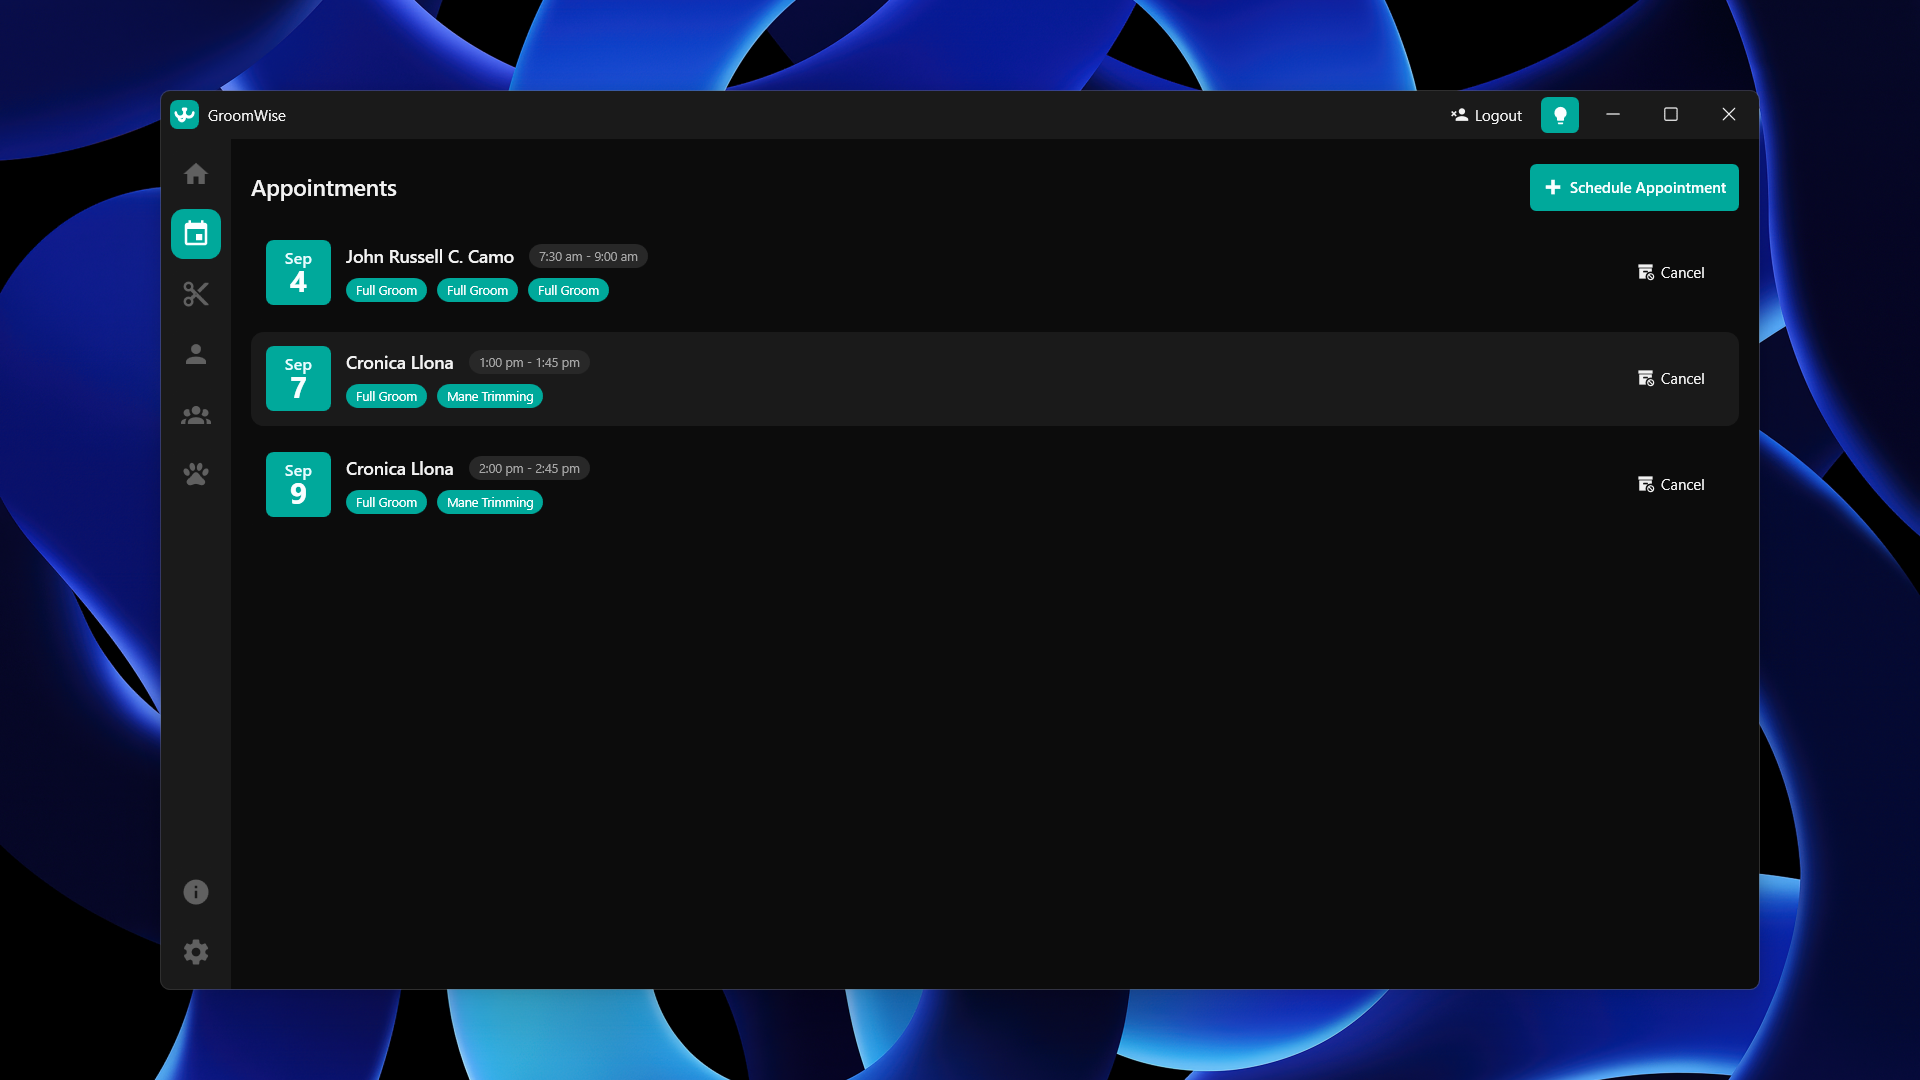 GroomWise
Logout
Appointments
Schedule Appointment
Sep
4
John Russell C. Camo
7:30 am - 9:00 am
Full Groom
Full Groom
Full Groom
Cancel
Sep
7
Cronica Llona
1:00 pm - 1:45 pm
Full Groom
Mane Trimming
Cancel
Sep
9
Cronica Llona
2:00 pm - 2:45 pm
Full Groom
Mane Trimming
Cancel